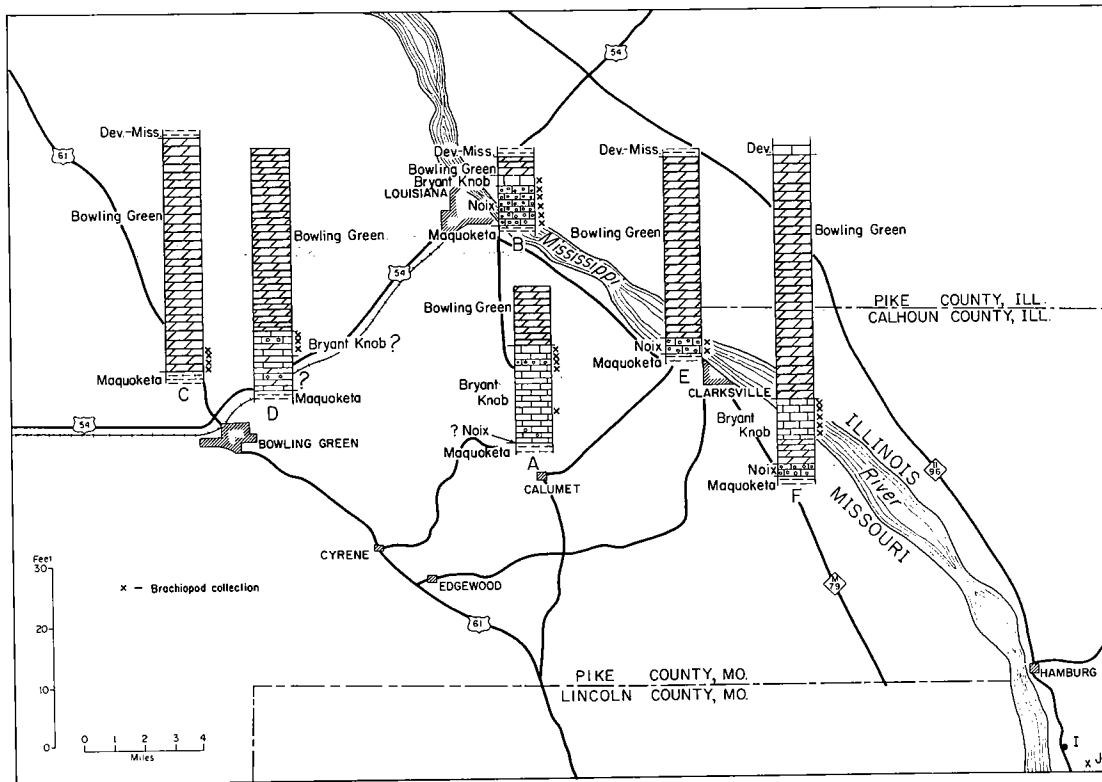 54
61
Dev.-Miss.
Bowling Green
Maquoketa
C
Bowling Green
Bryant Knob ?
?
Maquoketa
D
54
BOWLING GREEN
54
Dev.-Miss.
Bowling Green
Bryant Knob
LOUISIANA
Noix
Maquoketa
B
Mississippi
Bowling Green
Bryant
Knob
? Noix
Maquoketa
A
CALUMET
Dev.-Miss.
Bowling Green
Noix
Maquoketa
E
CLARKSVILLE
Dev.
Bowling Green
Bryant
Knob
Noix
Maquoketa
F
PIKE COUNTY, ILL.
CALHOUN COUNTY, ILL.
ILLINOIS
River
MISSOURI
96
M
79
CYRENE
EDGEWOOD
61
HAMBURG
PIKE COUNTY, MO.
LINCOLN COUNTY, MO.
I
x J
Feet
30
20
10
0
x – Brachiopod collection
0 1 2 3 4
Miles